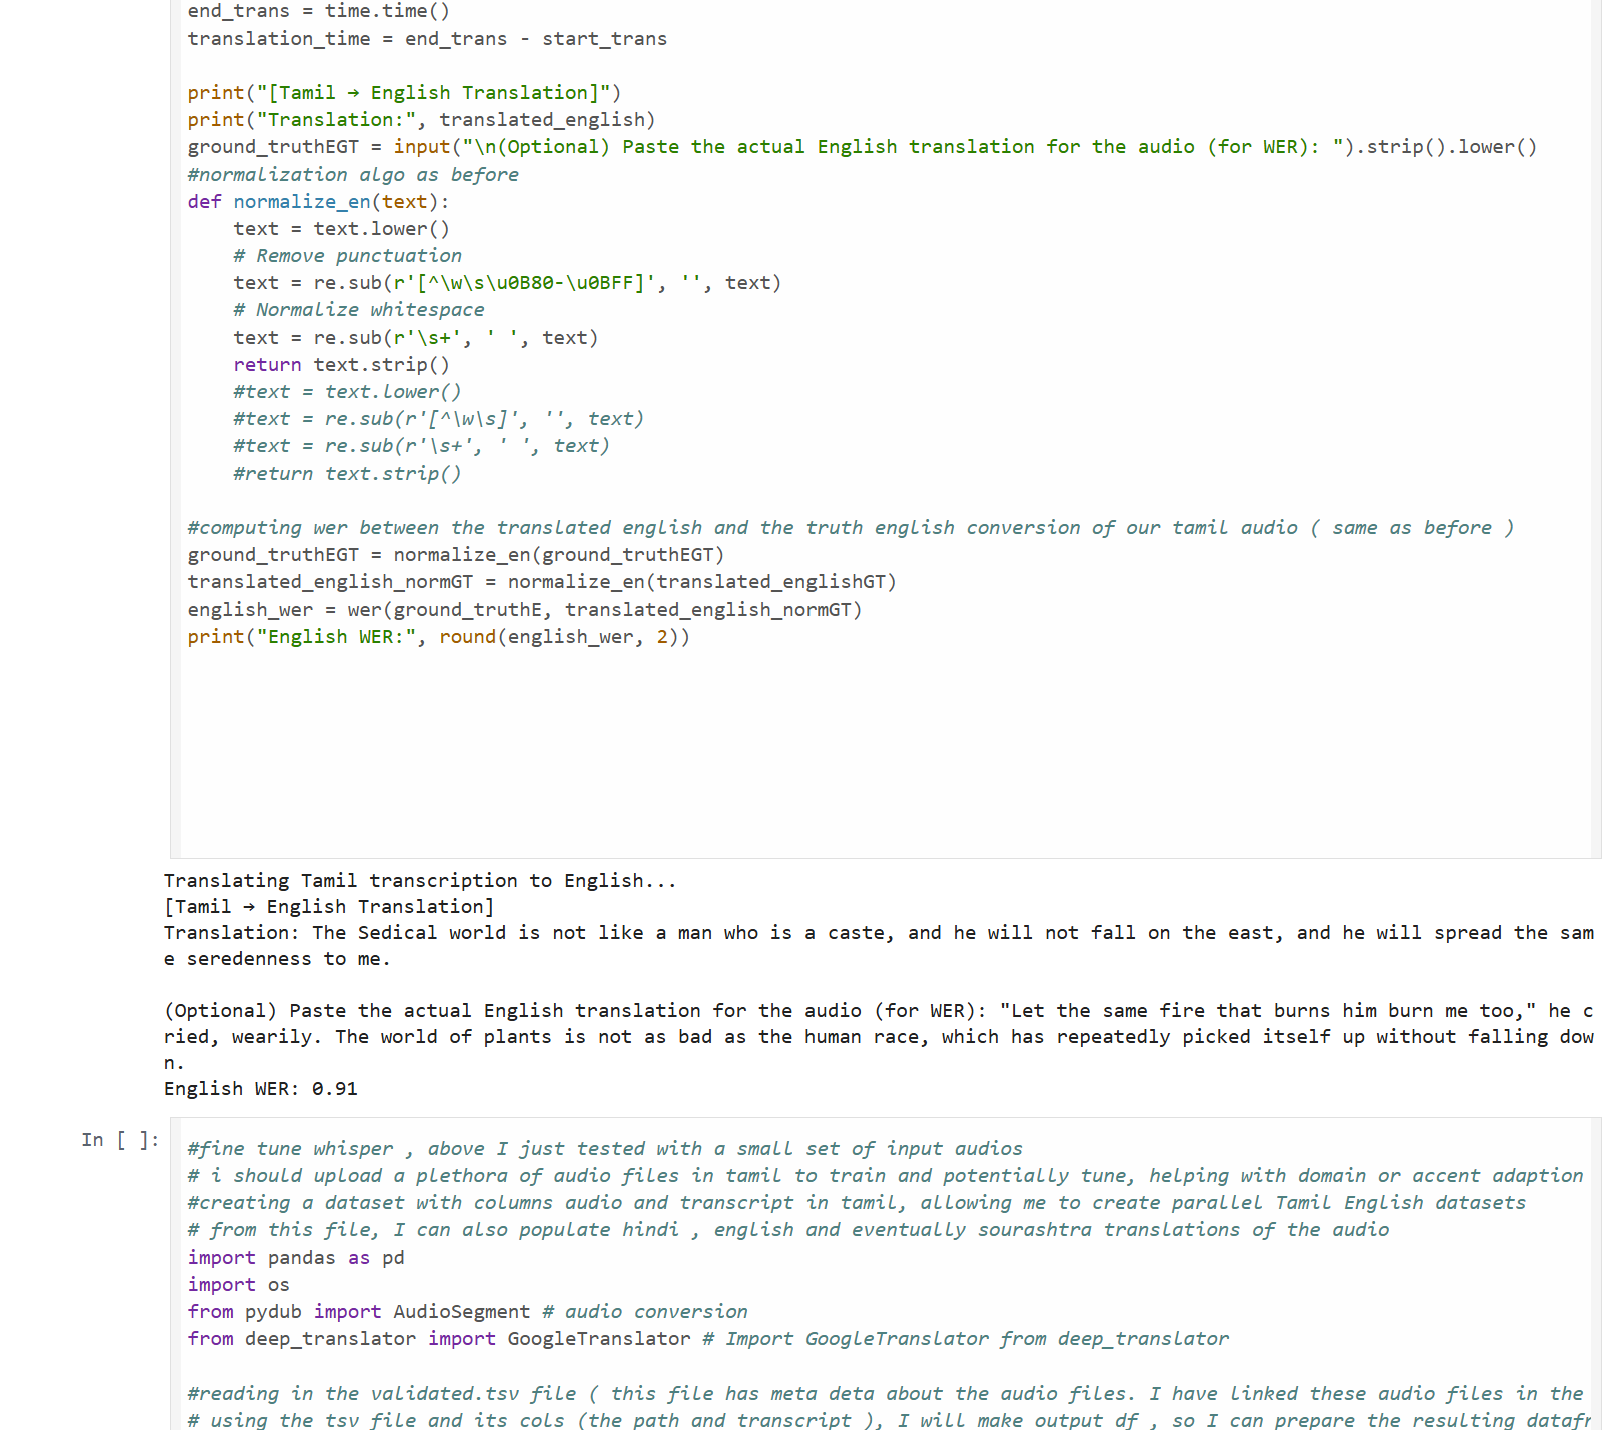 end_trans = time.time()
translation_time = end_trans - start_trans
print("[Tamil → English Translation]")
print("Translation:", translated_english)
ground_truthEGT = input("\n(Optional) Paste the actual English translation for the audio (for WER): ").strip().lower()
#normalization algo as before
def normalize_en(text):
    text = text.lower()
    # Remove punctuation
    text = re.sub(r'[^\w\s\u0B80-\u0BFF]', '', text)
    # Normalize whitespace
    text = re.sub(r'\s+', ' ', text)
    return text.strip()
    #text = text.lower()
    #text = re.sub(r'[^\w\s]', '', text)
    #text = re.sub(r'\s+', ' ', text)
    #return text.strip()
#computing wer between the translated english and the truth english conversion of our tamil audio ( same as before )
ground_truthEGT = normalize_en(ground_truthEGT)
translated_english_normGT = normalize_en(translated_englishGT)
english_wer = wer(ground_truthE, translated_english_normGT)
print("English WER:", round(english_wer, 2))
Translating Tamil transcription to English...
[Tamil → English Translation]
Translation: The Sedical world is not like a man who is a caste, and he will not fall on the east, and he will spread the sam
e seredenness to me.
(Optional) Paste the actual English translation for the audio (for WER): "Let the same fire that burns him burn me too," he c
ried, wearily. The world of plants is not as bad as the human race, which has repeatedly picked itself up without falling dow
n.
English WER: 0.91
In [ ]:
#fine tune whisper , above I just tested with a small set of input audios
# i should upload a plethora of audio files in tamil to train and potentially tune, helping with domain or accent adaption
#creating a dataset with columns audio and transcript in tamil, allowing me to create parallel Tamil English datasets
# from this file, I can also populate hindi , english and eventually sourashtra translations of the audio
import pandas as pd
import os
from pydub import AudioSegment # audio conversion
from deep_translator import GoogleTranslator # Import GoogleTranslator from deep_translator
#reading in the validated.tsv file ( this file has meta deta about the audio files. I have linked these audio files in the
# using the tsv file and its cols (the path and transcript ), I will make output df , so I can prepare the resulting datafr